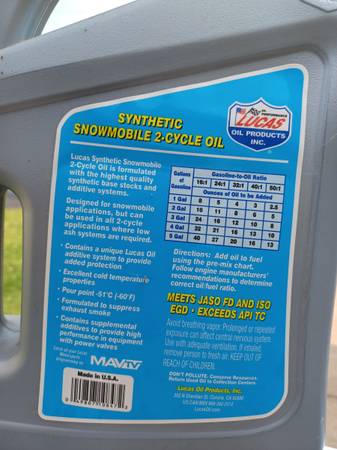 SYNTHETIC
SNOWMOBILE 2-CYCLE OIL
LUCAS
OIL PRODUCTS
INC.
Lucas Synthetic Snowmobile
2-Cycle Oil is formulated
with the highest quality
synthetic base stocks and
additive systems.
Designed for snowmobile
applications, but can
be used in all 2-cycle
applications where low
ash systems are required.
• Contains a unique Lucas Oil
additive system to provide
added protection
• Excellent cold temperature
properties
• Pour point -51°C (-60°F)
• Formulated to suppress
exhaust smoke
• Contains supplemental
additives to provide high
performance in equipment
with power valves
Gallons of Gasoline
Gasoline-to-Oil Ratio
16:1 24:1 32:1 40:1 50:1
Ounces of Oil to be Added
1 Gal 8 5 4 3 2.5
2 Gal 16 11 8 6 5
3 Gal 24 16 12 10 8
4 Gal 32 21 16 13 10
5 Gal 40 27 20 16 13
Directions: Add oil to fuel
using the pre-mix chart.
Follow engine manufacturers'
recommendations to determine
correct oil/fuel ratio.
MEETS JASO FD AND ISO
EGD • EXCEEDS API TC
Avoid breathing vapor. Prolonged or repeated
exposure can affect central nervous system.
Use with adequate ventilation. If inhaled,
remove person to fresh air. KEEP OUT OF
REACH OF CHILDREN.
DON'T POLLUTE. Conserve Resources.
Return Used Oil to Collection Centers
Lucas Oil Products, Inc.
302 N Sheridan St. Corona, CA 92880
LucasOil.com
MAVTV
Made in U.S.A.